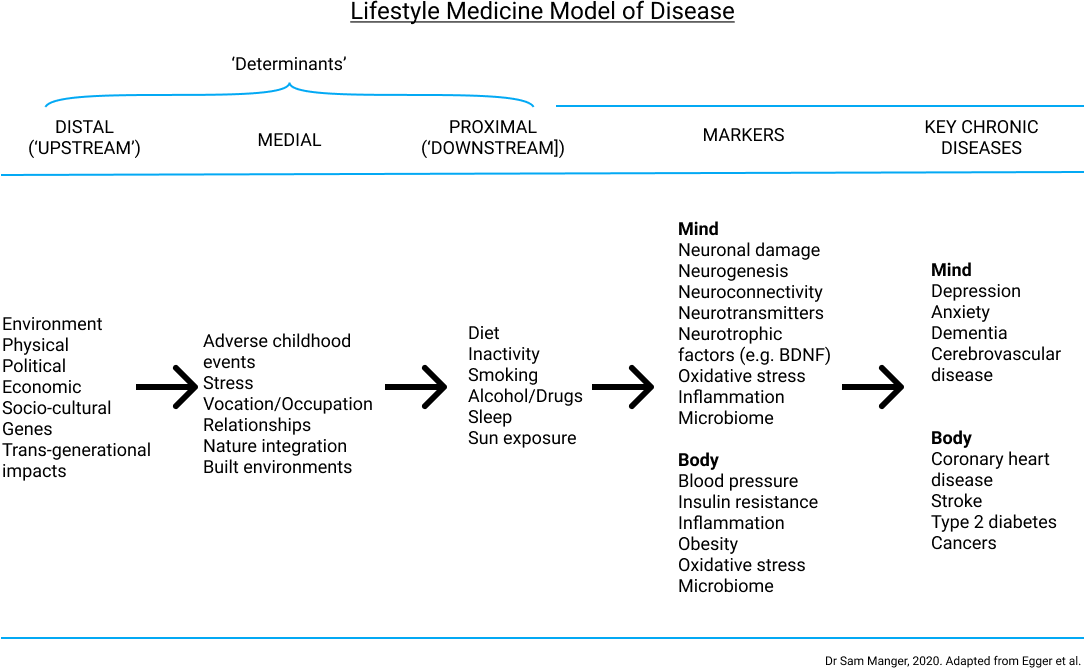 Lifestyle Medicine Model of Disease
‘Determinants’
DISTAL
(‘UPSTREAM’)
MEDIAL
PROXIMAL
(‘DOWNSTREAM])
MARKERS
KEY CHRONIC
DISEASES
Environment
Physical
Political
Economic
Socio-cultural
Genes
Trans-generational
impacts
Adverse childhood
events
Stress
Vocation/Occupation
Relationships
Nature integration
Built environments
Diet
Inactivity
Smoking
Alcohol/Drugs
Sleep
Sun exposure
Mind
Neuronal damage
Neurogenesis
Neuroconnectivity
Neurotransmitters
Neurotrophic
factors (e.g. BDNF)
Oxidative stress
Inflammation
Microbiome
Body
Blood pressure
Insulin resistance
Inflammation
Obesity
Oxidative stress
Microbiome
Mind
Depression
Anxiety
Dementia
Cerebrovascular
disease
Body
Coronary heart
disease
Stroke
Type 2 diabetes
Cancers
Dr Sam Manger, 2020. Adapted from Egger et al.